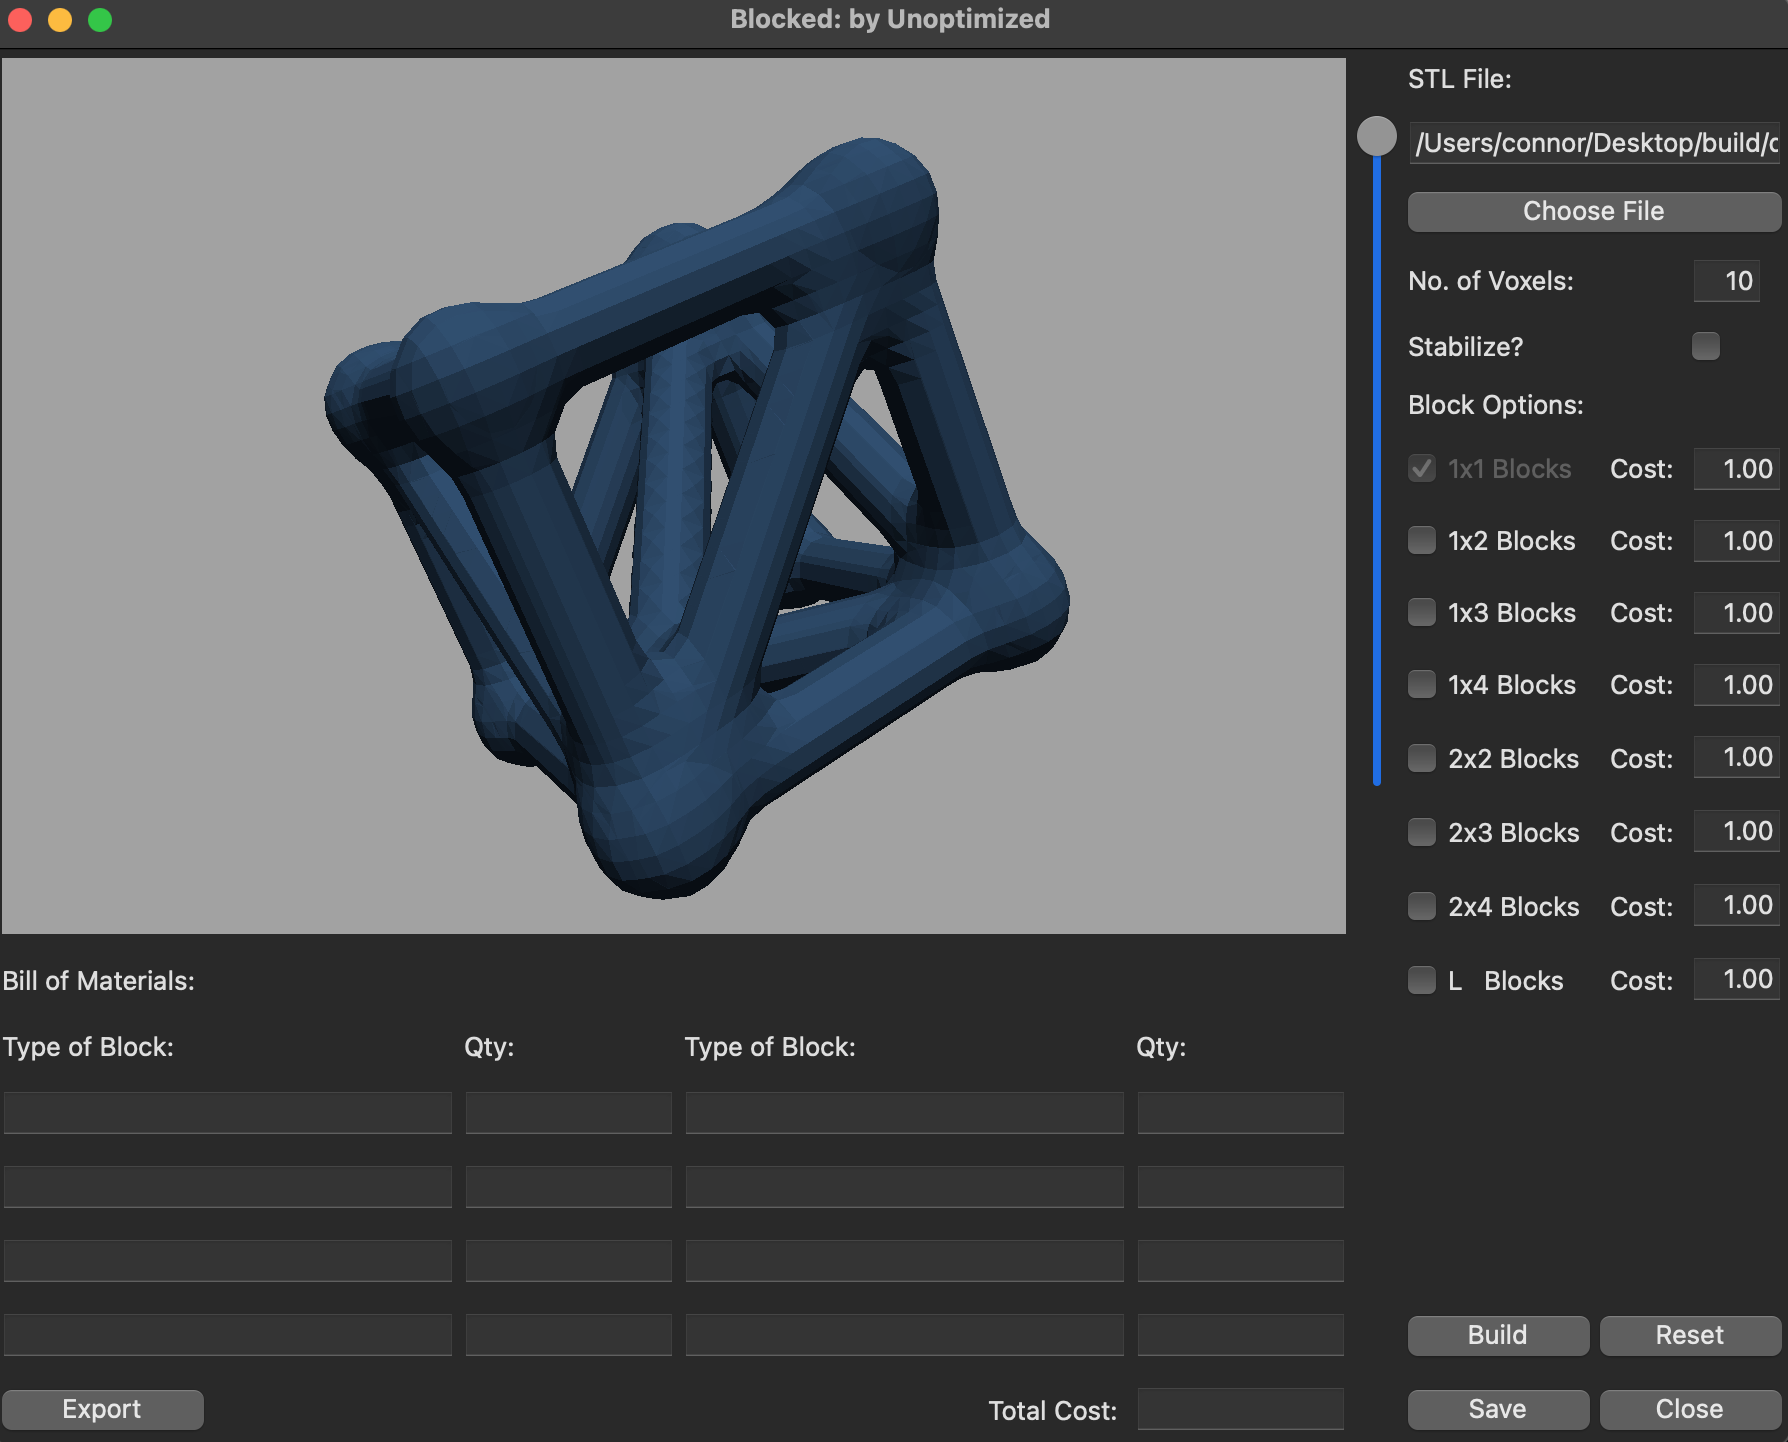 Blocked: by Unoptimized
STL File:
/Users/connor/Desktop/build/c
Choose File
No. of Voxels: 10
Stabilize?
Block Options:
1x1 Blocks Cost: 1.00
1x2 Blocks Cost: 1.00
1x3 Blocks Cost: 1.00
1x4 Blocks Cost: 1.00
2x2 Blocks Cost: 1.00
2x3 Blocks Cost: 1.00
2x4 Blocks Cost: 1.00
L Blocks Cost: 1.00
Bill of Materials:
Type of Block: Qty: Type of Block: Qty:
Build Reset
Export Total Cost: Save Close